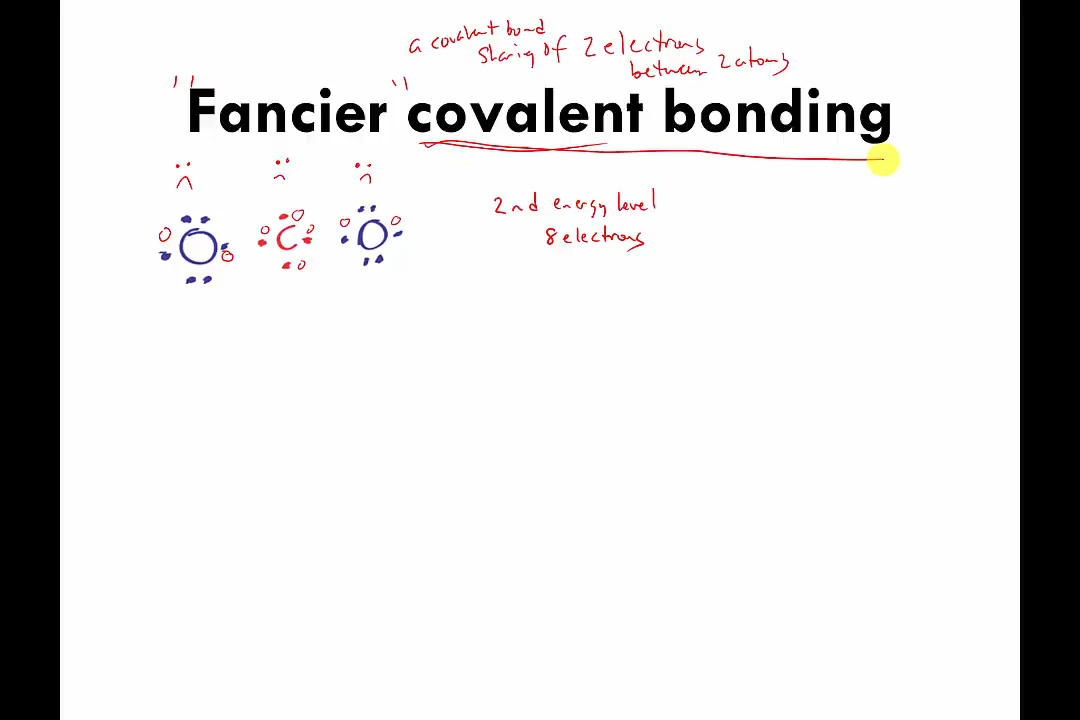 a covalent bond
sharing of 2 electrons
between 2 atoms
"Fancier" covalent bonding
O C O
2nd energy level
8 electrons